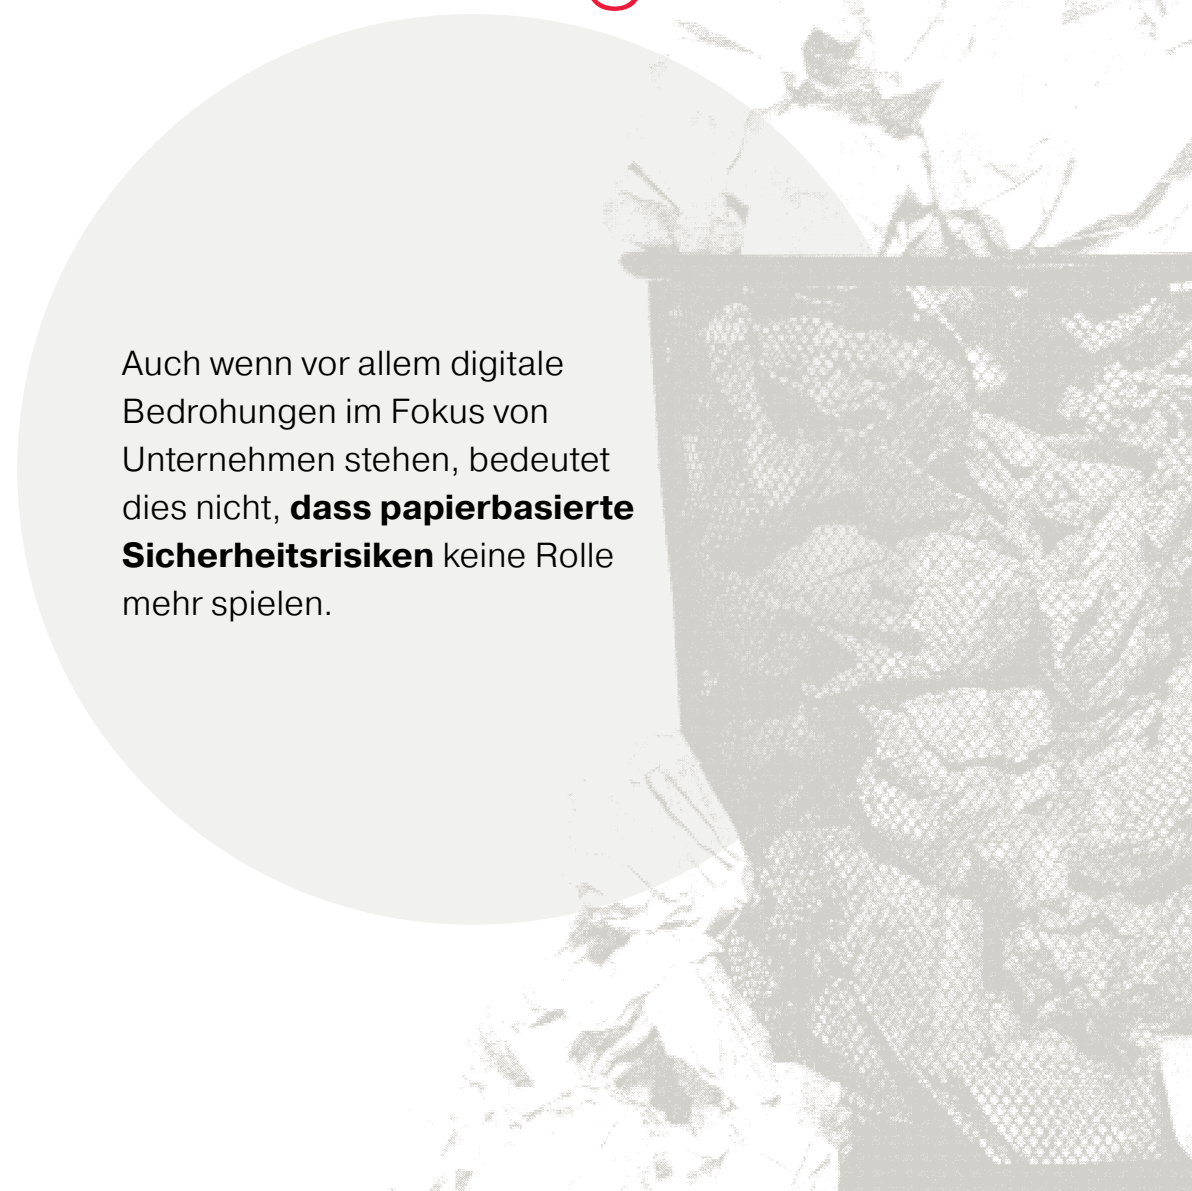 Auch wenn vor allem digitale
Bedrohungen im Fokus von
Unternehmen stehen, bedeutet
dies nicht, dass papierbasierte
Sicherheitsrisiken keine Rolle
mehr spielen.